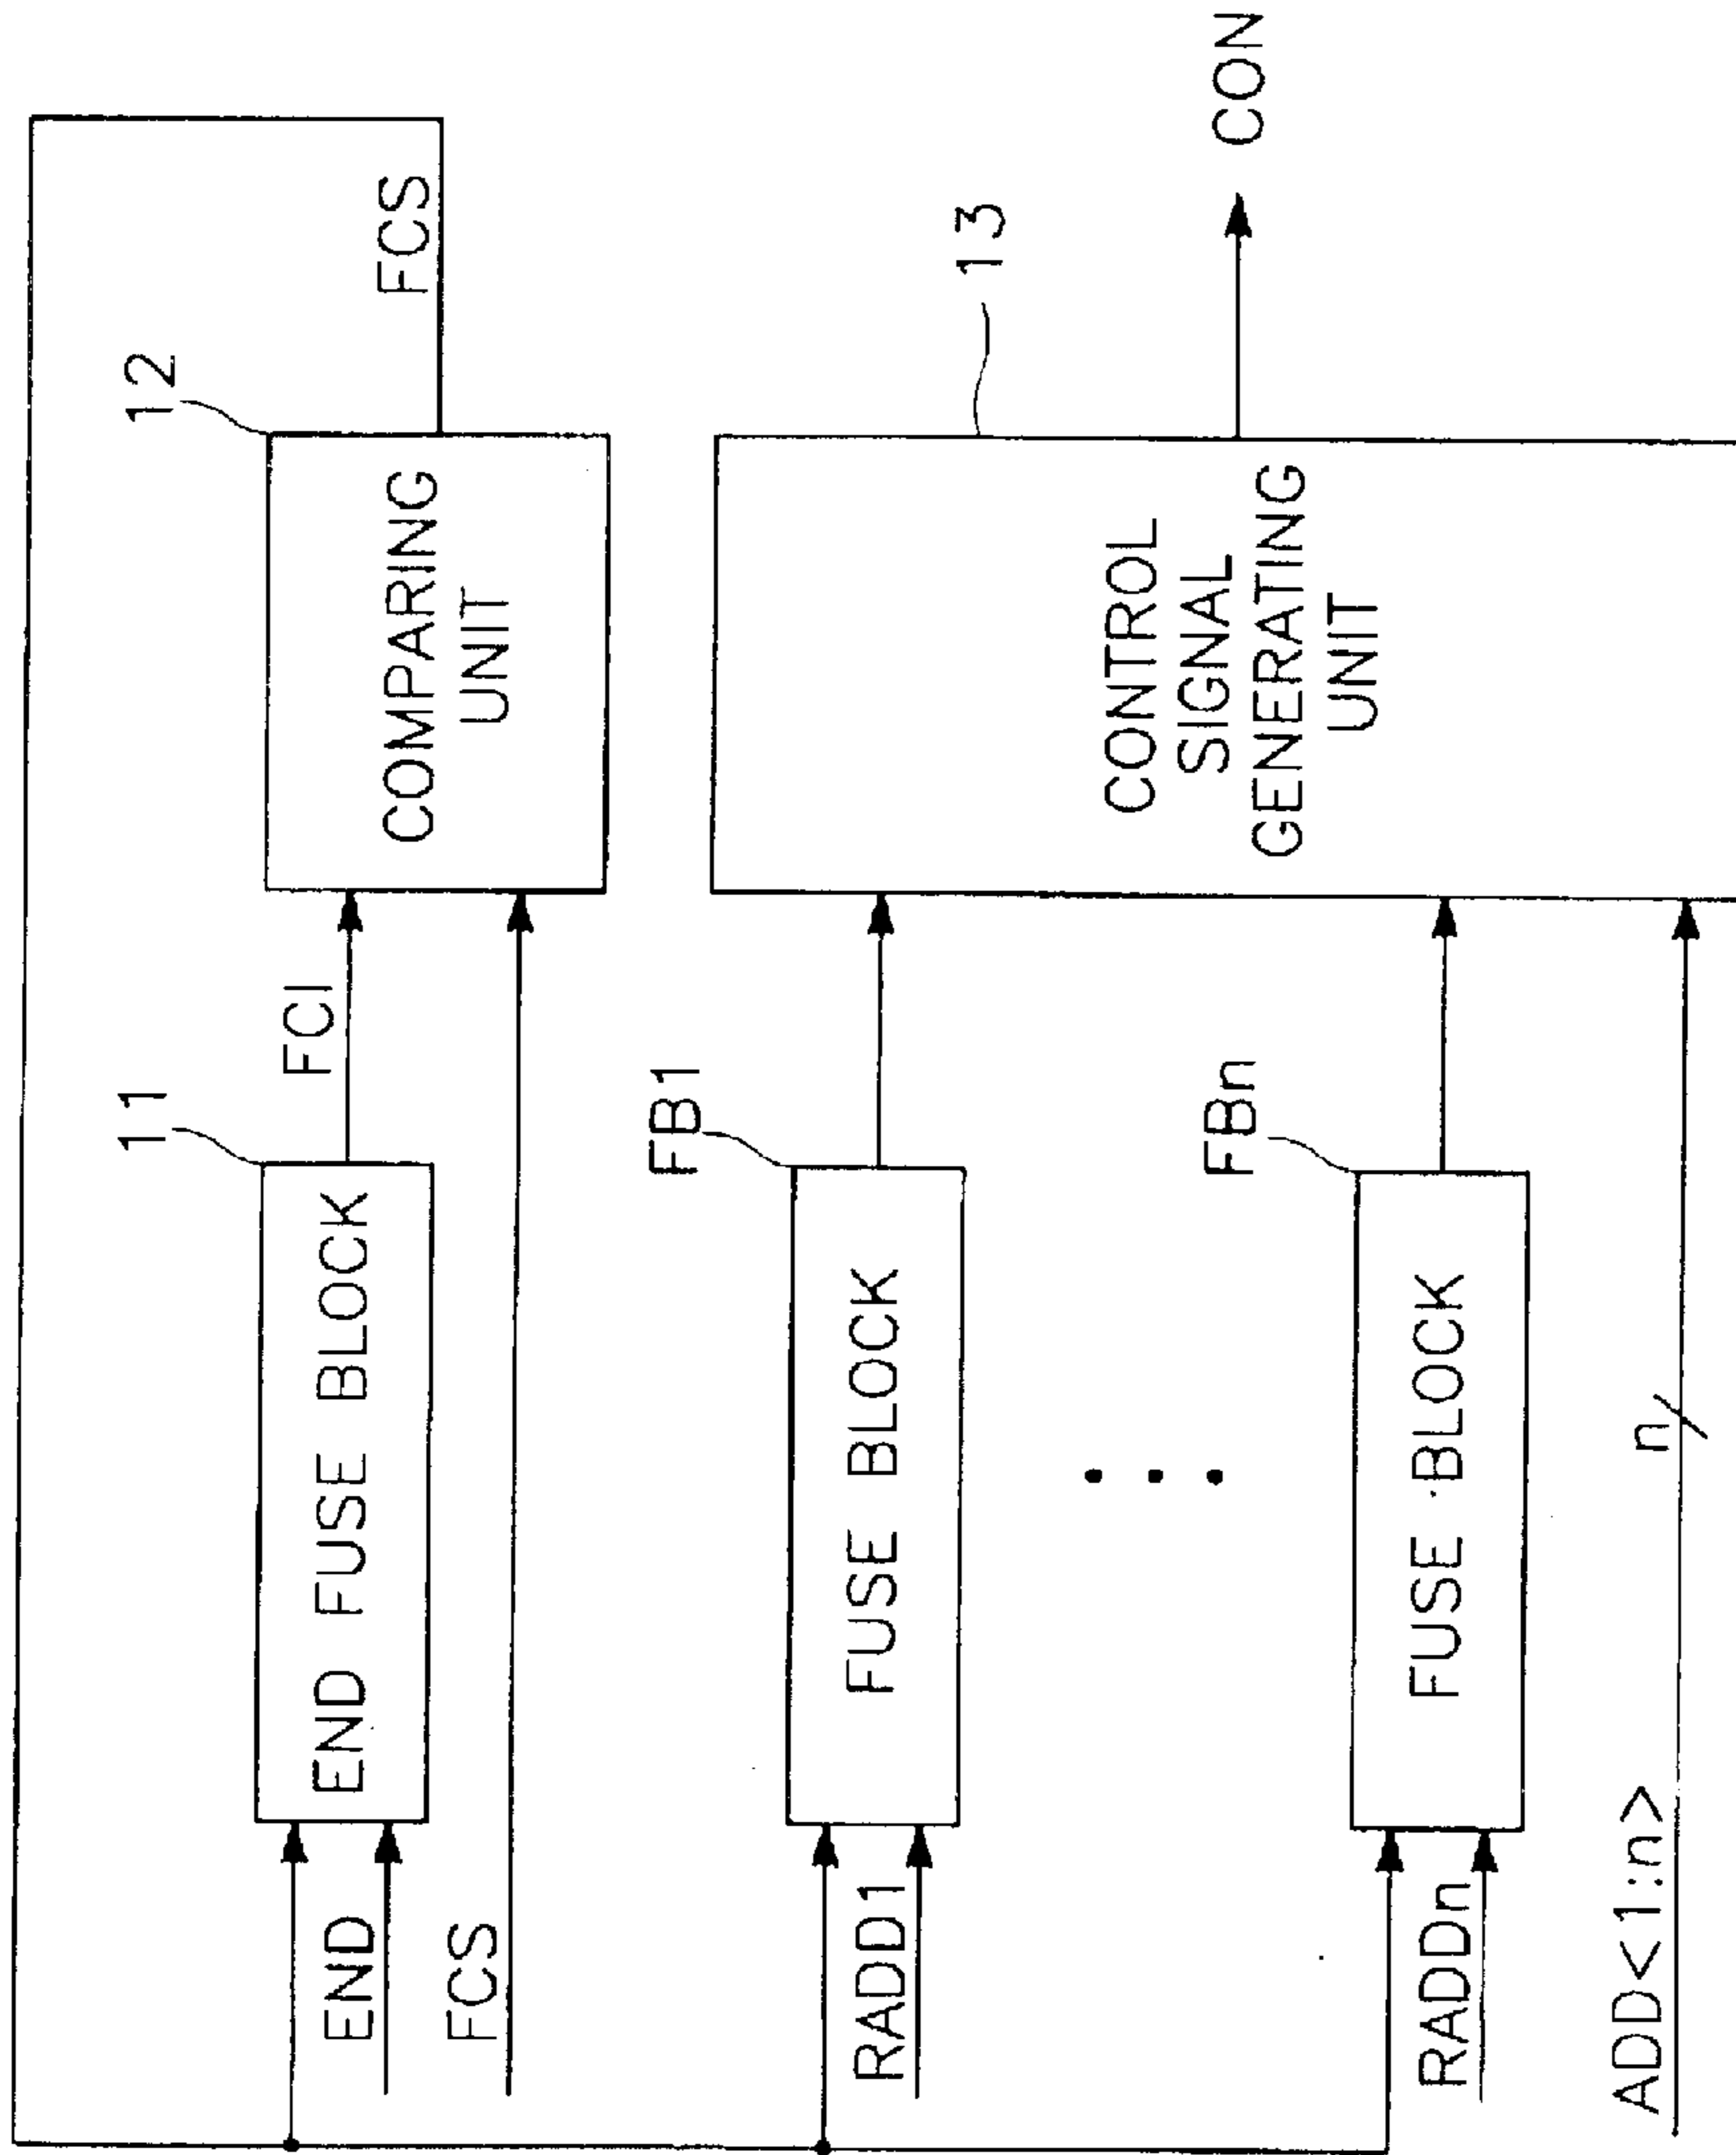 11
12
END
FCS
END FUSE BLOCK
FCI
COMPARING
UNIT
FCS
FB1
13
RADD1
FUSE BLOCK
CONTROL
SIGNAL
GENERATING
UNIT
CON
FBn
RADDn
FUSE BLOCK
ADD<1:n>
n